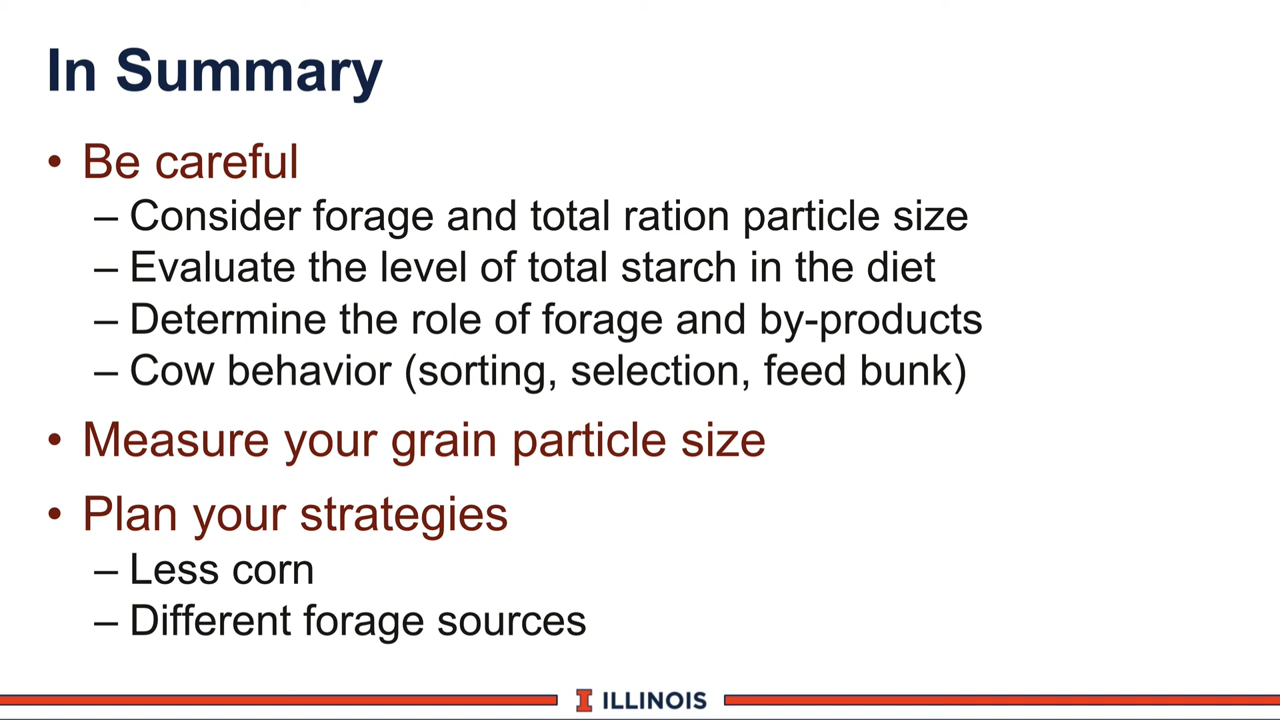 In Summary
• Be careful
– Consider forage and total ration particle size
– Evaluate the level of total starch in the diet
– Determine the role of forage and by-products
– Cow behavior (sorting, selection, feed bunk)
• Measure your grain particle size
• Plan your strategies
– Less corn
– Different forage sources
I ILLINOIS